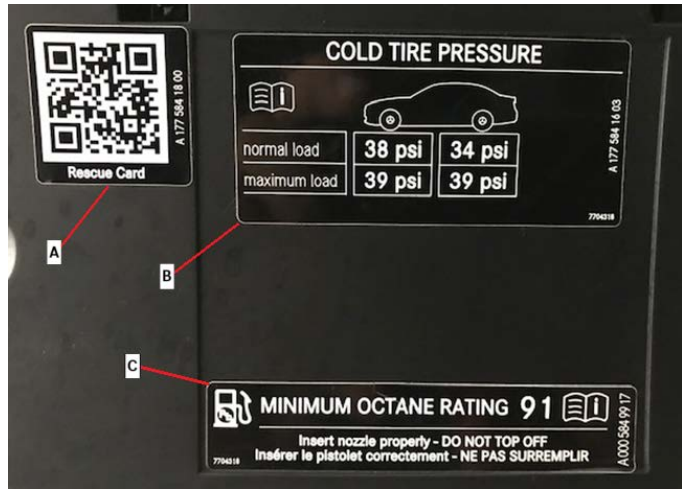 A 177 584 18 00
Rescue Card
COLD TIRE PRESSURE
normal load 38 psi 34 psi
maximum load 39 psi 39 psi
A 177 584 16 03
7704318
A
B
C
MINIMUM OCTANE RATING 91
Insert nozzle properly - DO NOT TOP OFF
Insérer le pistolet correctement - NE PAS SURREMPLIR
7704318
A 000 584 99 17